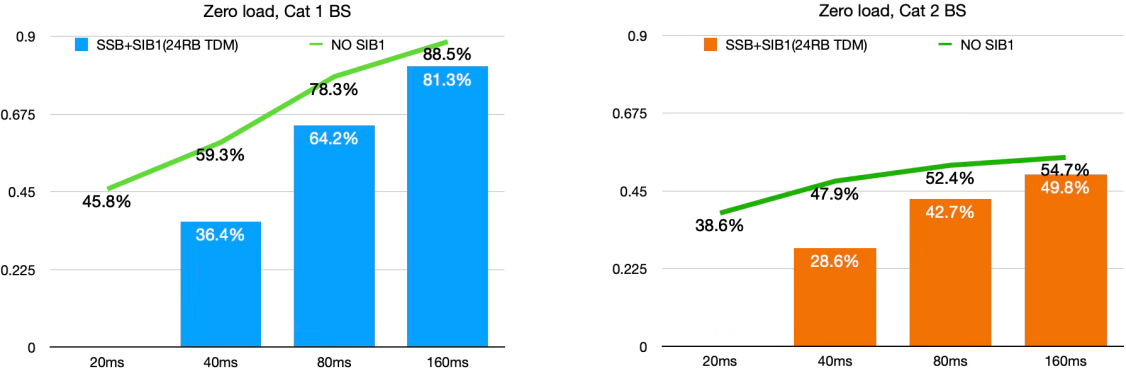 Zero load, Cat 1 BS
0.9
SSB+SIB1(24RB TDM)
NO SIB1
88.5%
81.3%
78.3%
0.675
64.2%
59.3%
0.45
45.8%
36.4%
0.225
0
20ms
40ms
80ms
160ms
Zero load, Cat 2 BS
0.9
SSB+SIB1(24RB TDM)
NO SIB1
0.675
54.7%
52.4%
49.8%
0.45
47.9%
42.7%
38.6%
0.225
28.6%
0
20ms
40ms
80ms
160ms